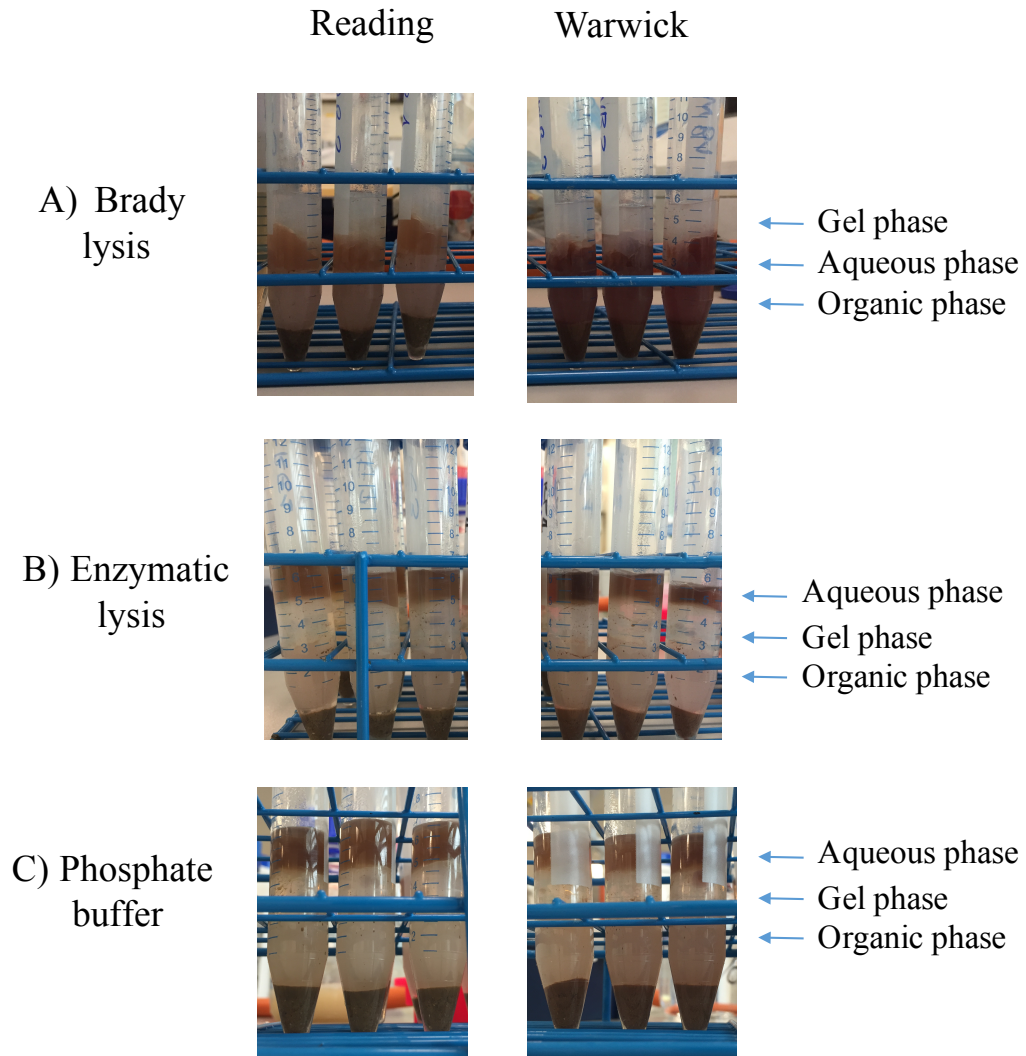 Reading
Warwick
A) Brady
lysis
Gel phase
Aqueous phase
Organic phase
B) Enzymatic
lysis
Aqueous phase
Gel phase
Organic phase
C) Phosphate
buffer
Aqueous phase
Gel phase
Organic phase